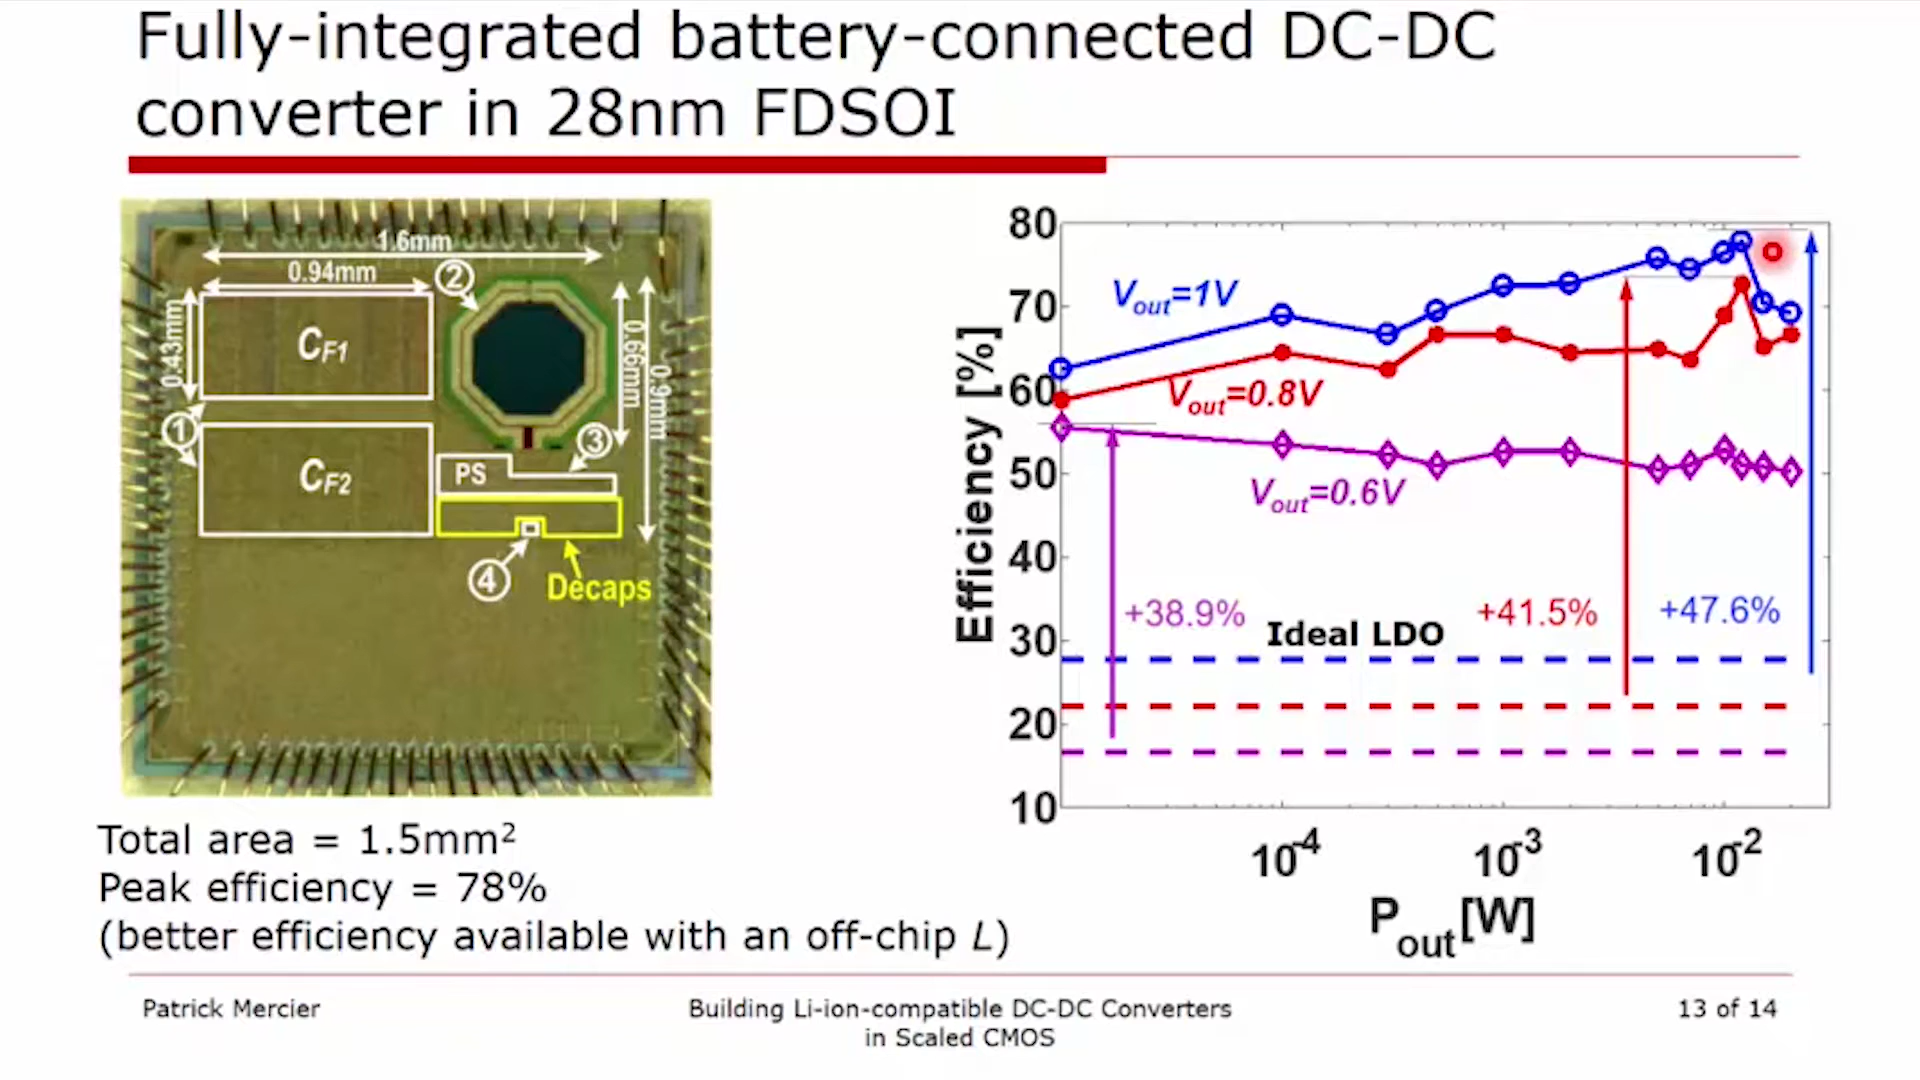 Fully-integrated battery-connected DC-DC
converter in 28nm FDSOI
1.6mm
0.94mm
2
0.43mm
CF1
0.66mm
0.9mm
1
3
CF2
PS
4
Decaps
Total area = 1.5mm²
Peak efficiency = 78%
(better efficiency available with an off-chip L)
Efficiency [%]
80
70
60
50
40
30
20
10
Vout=1V
Vout=0.8V
Vout=0.6V
+38.9%
Ideal LDO
+41.5%
+47.6%
10⁻⁴
10⁻³
10⁻²
Pout[W]
Patrick Mercier
Building Li-ion-compatible DC-DC Converters
in Scaled CMOS
13 of 14